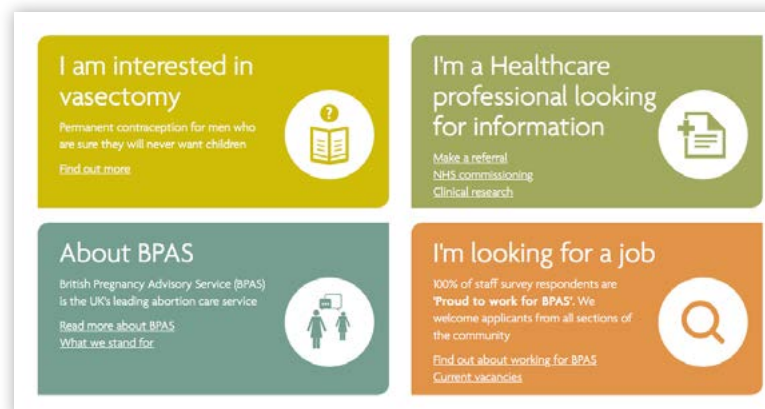 I am interested in
vasectomy
Permanent contraception for men who
are sure they will never want children
Find out more
?
I'm a Healthcare
professional looking
for information
Make a referral
NHS commissioning
Clinical research
About BPAS
British Pregnancy Advisory Service (BPAS)
is the UK's leading abortion care service
Read more about BPAS
What we stand for
I'm looking for a job
100% of staff survey respondents are
'Proud to work for BPAS'. We
welcome applicants from all sections of
the community
Find out about working for BPAS
Current vacancies